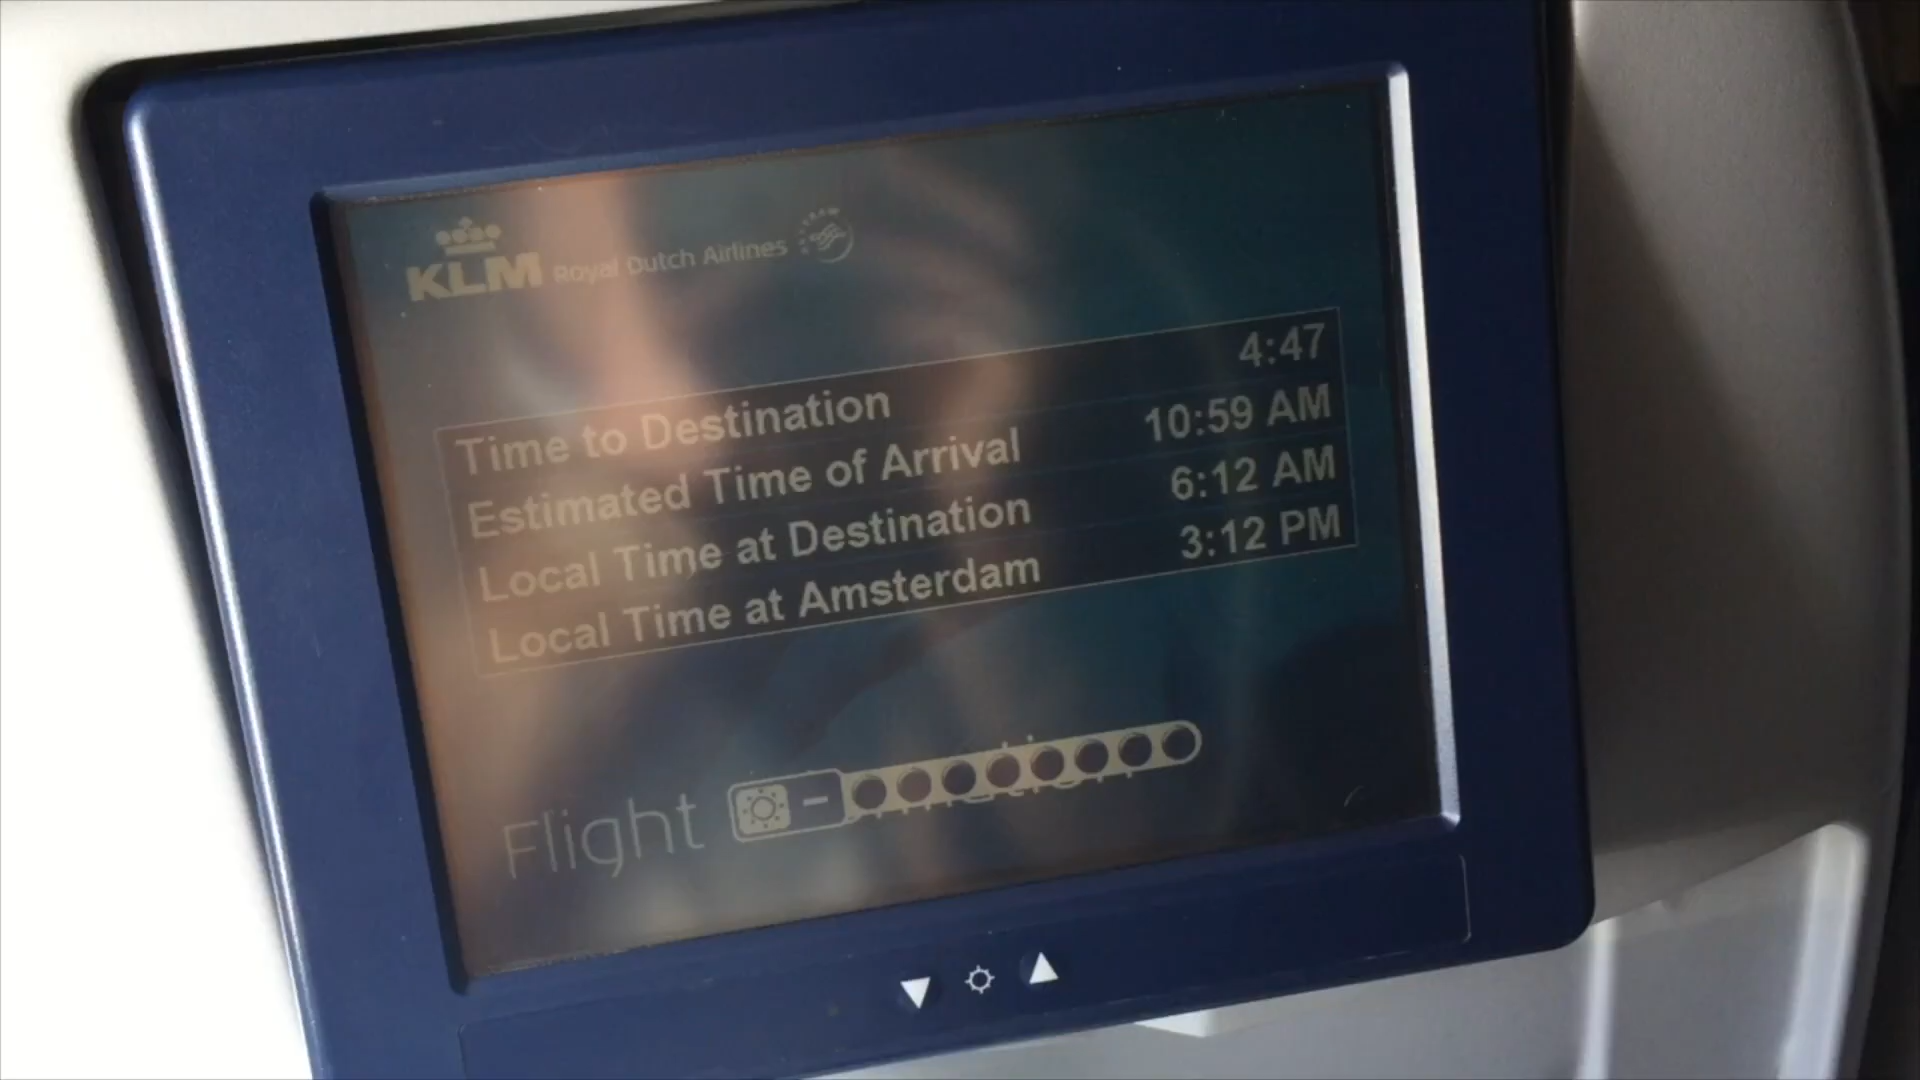 KLM Royal Dutch Airlines
Time to Destination 4:47
Estimated Time of Arrival 10:59 AM
Local Time at Destination 6:12 AM
Local Time at Amsterdam 3:12 PM
Flight